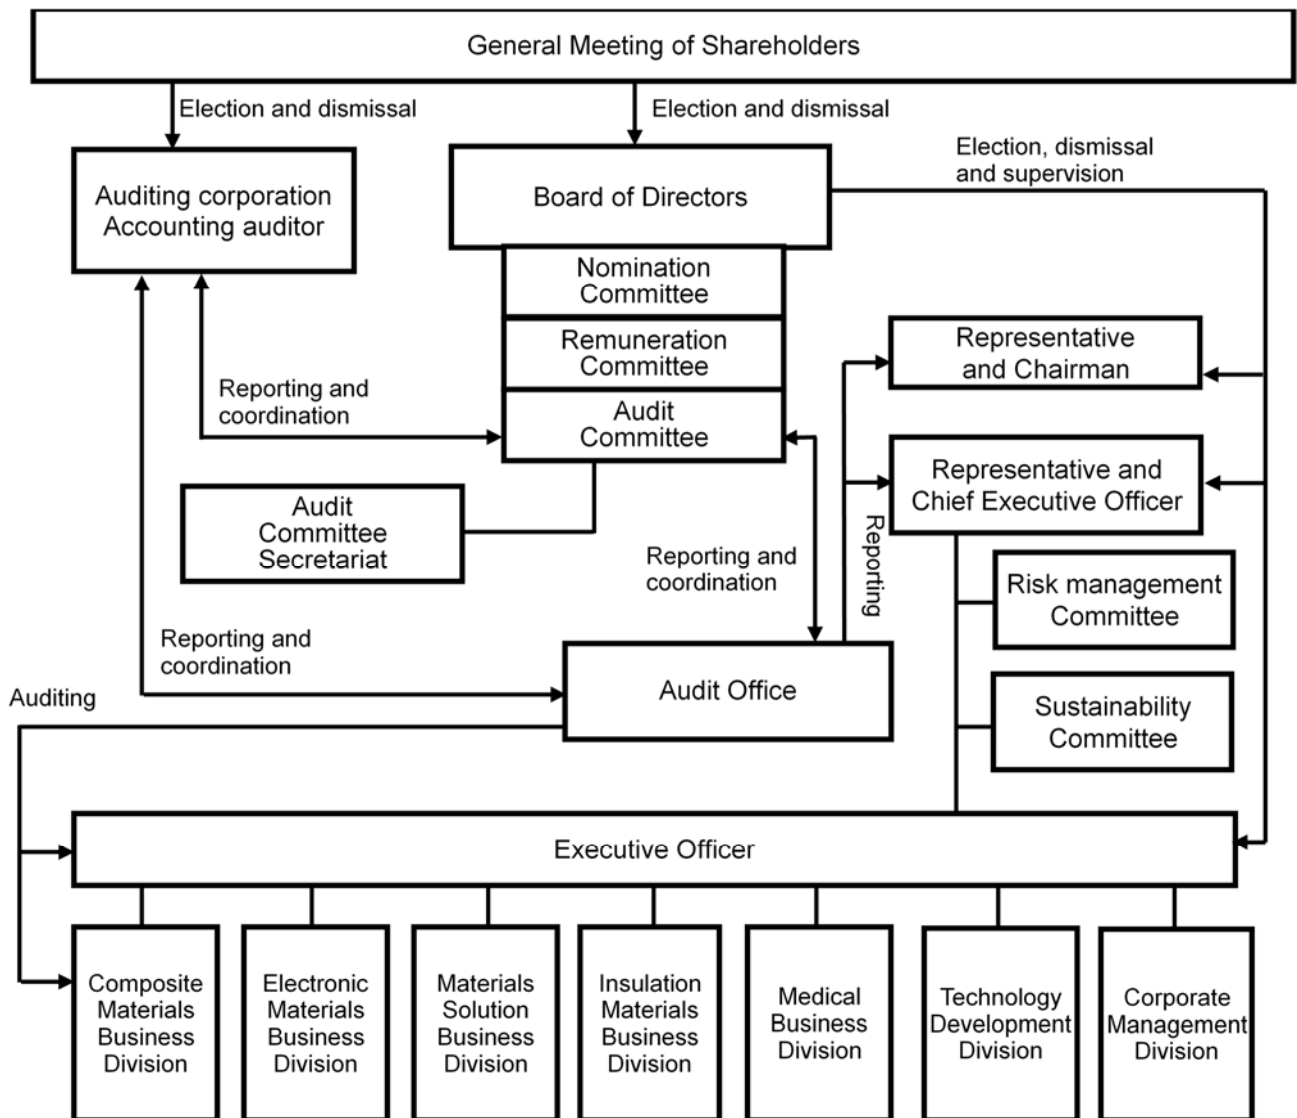 General Meeting of Shareholders
Election and dismissal
Election and dismissal
Election, dismissal
and supervision
Auditing corporation
Accounting auditor
Board of Directors
Nomination
Committee
Remuneration
Committee
Audit
Committee
Representative
and Chairman
Reporting and
coordination
Representative and
Chief Executive Officer
Audit
Committee
Secretariat
Reporting and
coordination
Reporting
Risk management
Committee
Reporting and
coordination
Audit Office
Sustainability
Committee
Auditing
Executive Officer
Composite
Materials
Business
Division
Electronic
Materials
Business
Division
Materials
Solution
Business
Division
Insulation
Materials
Business
Division
Medical
Business
Division
Technology
Development
Division
Corporate
Management
Division